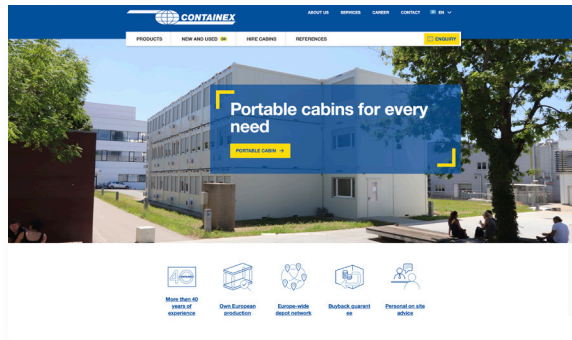 CONTAINEX
ABOUT US SERVICES CAREER CONTACT EN
PRODUCTS NEW AND USED HIRE CABINS REFERENCES ENQUIRY
Portable cabins for every
need
PORTABLE CABIN →
40 CONTAINEX
More than 40
years of
experience
Own European
production
Europe-wide
depot network
Buyback guarant
ee
Personal on site
advice